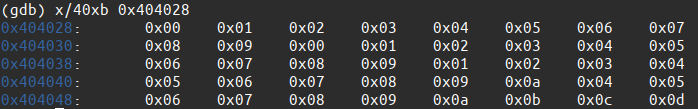 (gdb) x/40xb 0x404028
0x404028: 0x00 0x01 0x02 0x03 0x04 0x05 0x06 0x07
0x404030: 0x08 0x09 0x00 0x01 0x02 0x03 0x04 0x05
0x404038: 0x06 0x07 0x08 0x09 0x01 0x02 0x03 0x04
0x404040: 0x05 0x06 0x07 0x08 0x09 0x0a 0x04 0x05
0x404048: 0x06 0x07 0x08 0x09 0x0a 0x0b 0x0c 0x0d